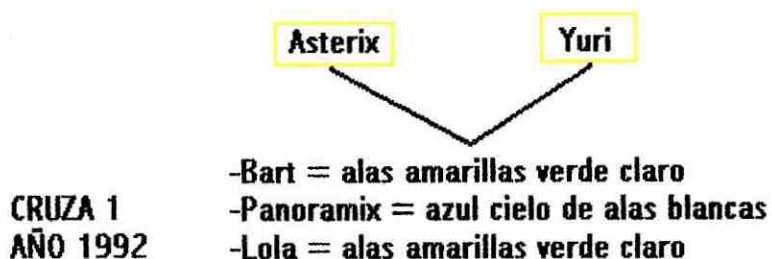 Asterix Yuri
-Bart = alas amarillas verde claro
CRUZA 1 -Panoramix = azul cielo de alas blancas
AÑO 1992 -Lola = alas amarillas verde claro